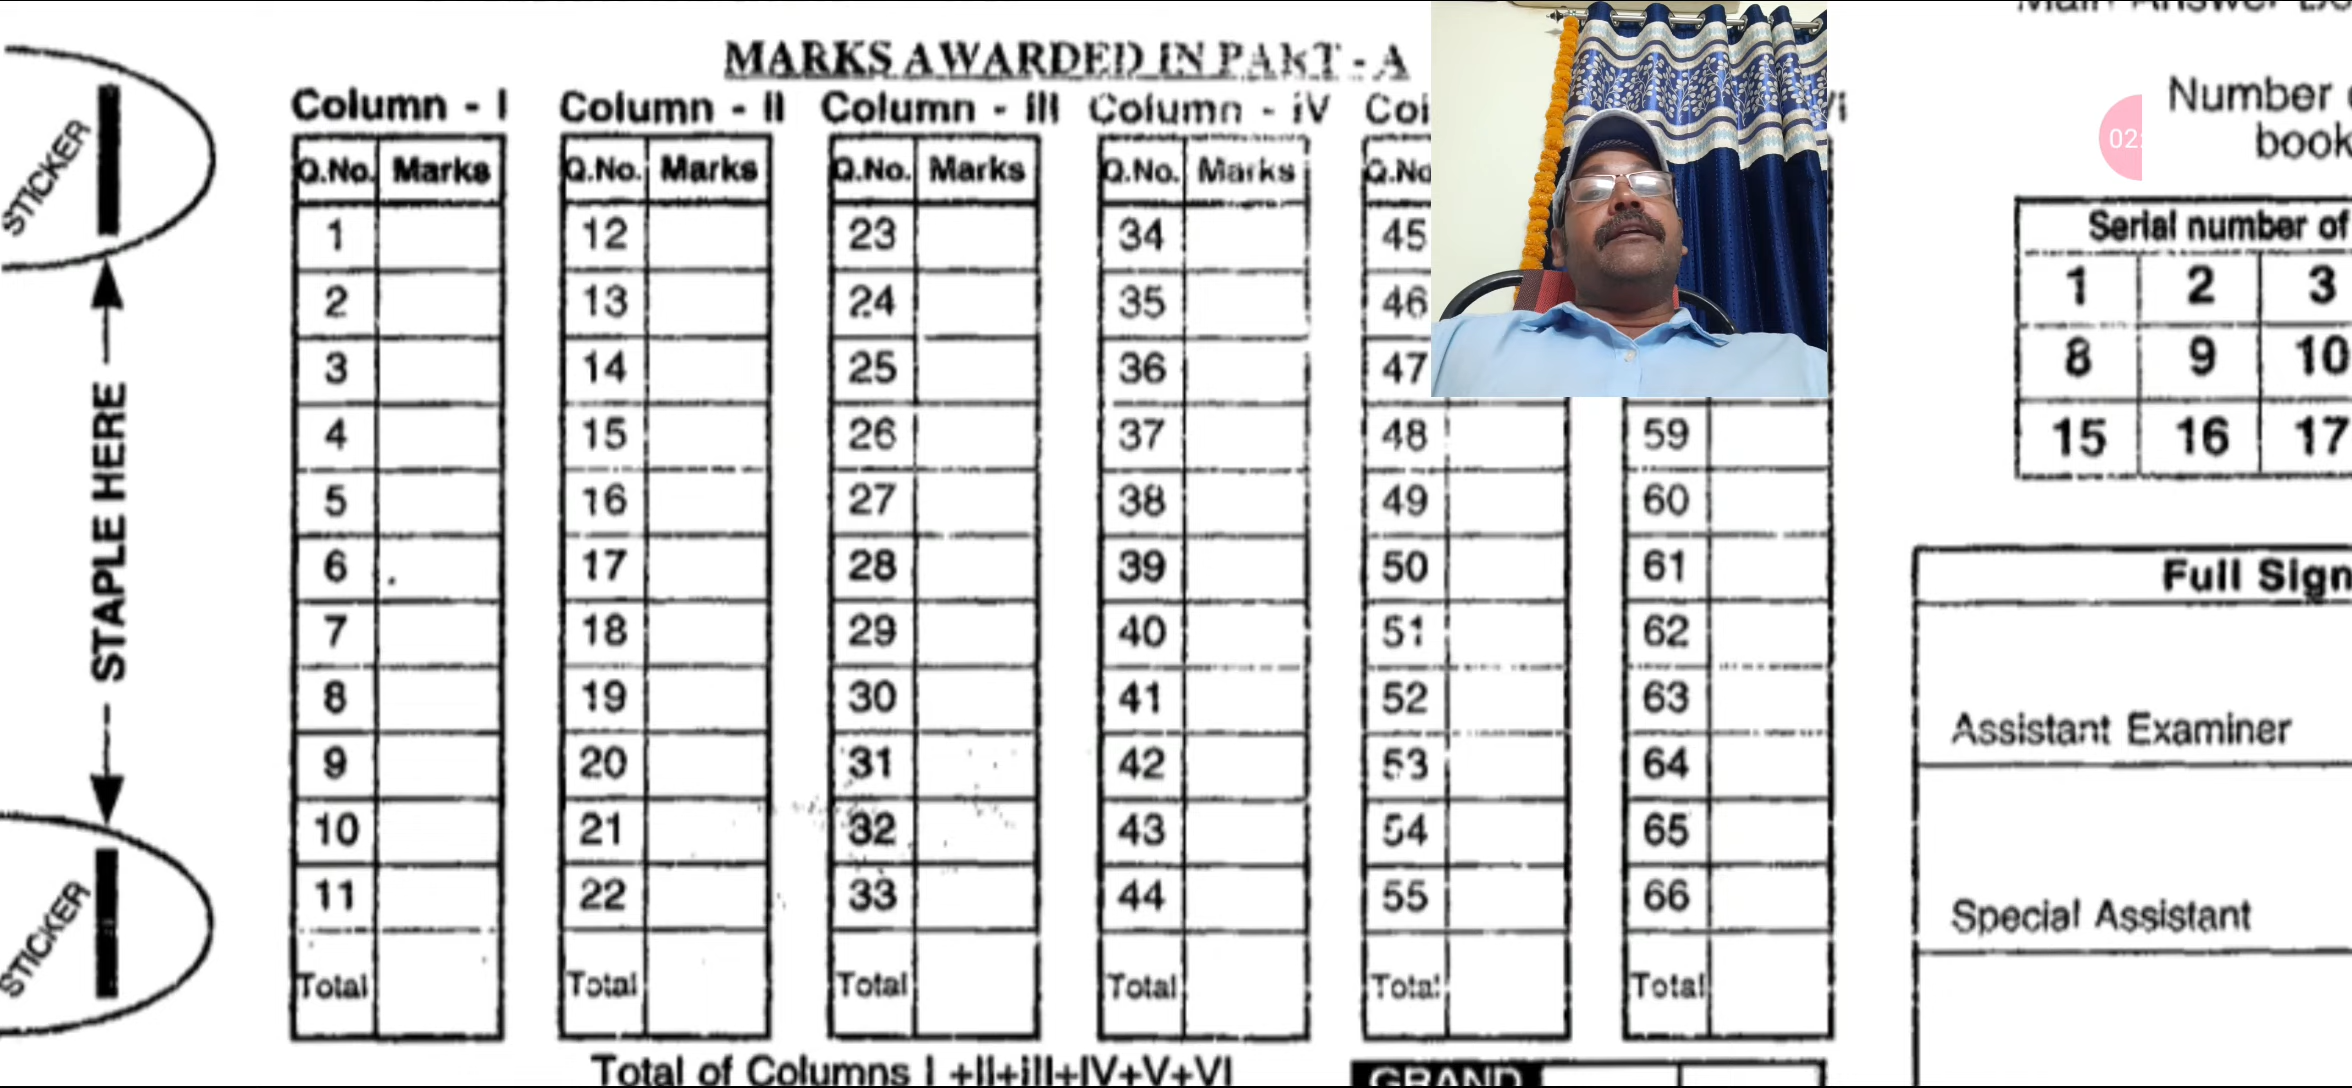 Main Answer
MARKS AWARDED IN PART - A
Number
book
Column - I Column - II Column - III Column - IV
Q.No. Marks Q.No. Marks Q.No. Marks Q.No. Marks Q.No
STICKER
STAPLE HERE
STICKER
1 12 23 34 45
2 13 24 35 46
3 14 25 36 47
4 15 26 37 48 59
5 16 27 38 49 60
6 17 28 39 50 61
7 18 29 40 51 62
8 19 30 41 52 63
9 20 31 42 53 64
10 21 32 43 54 65
11 22 33 44 55 66
Total Total Total Total Total Total
Total of Columns I +II+III+IV+V+VI
GRAND
02
Serial number of
1 2 3
8 9 10
15 16 17
Full Sign
Assistant Examiner
Special Assistant